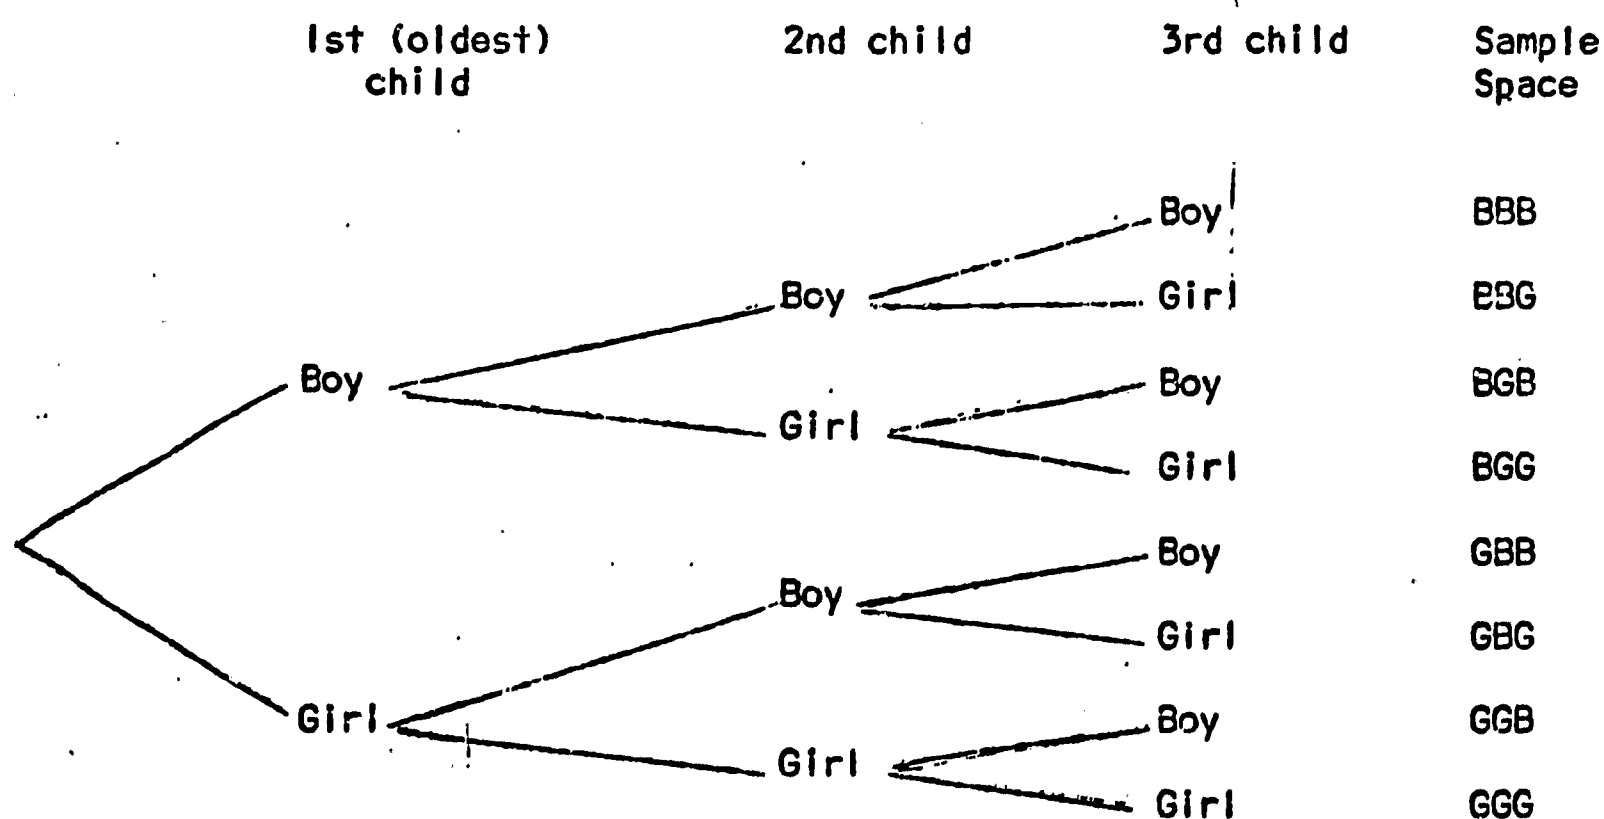 1st (oldest) 2nd child 3rd child Sample
child Space
Boy BBB
Boy Girl BBG
Boy Boy BGB
Girl
Girl BGG
Boy GBB
Boy
Girl GBG
Girl Boy GGB
Girl
Girl GGG